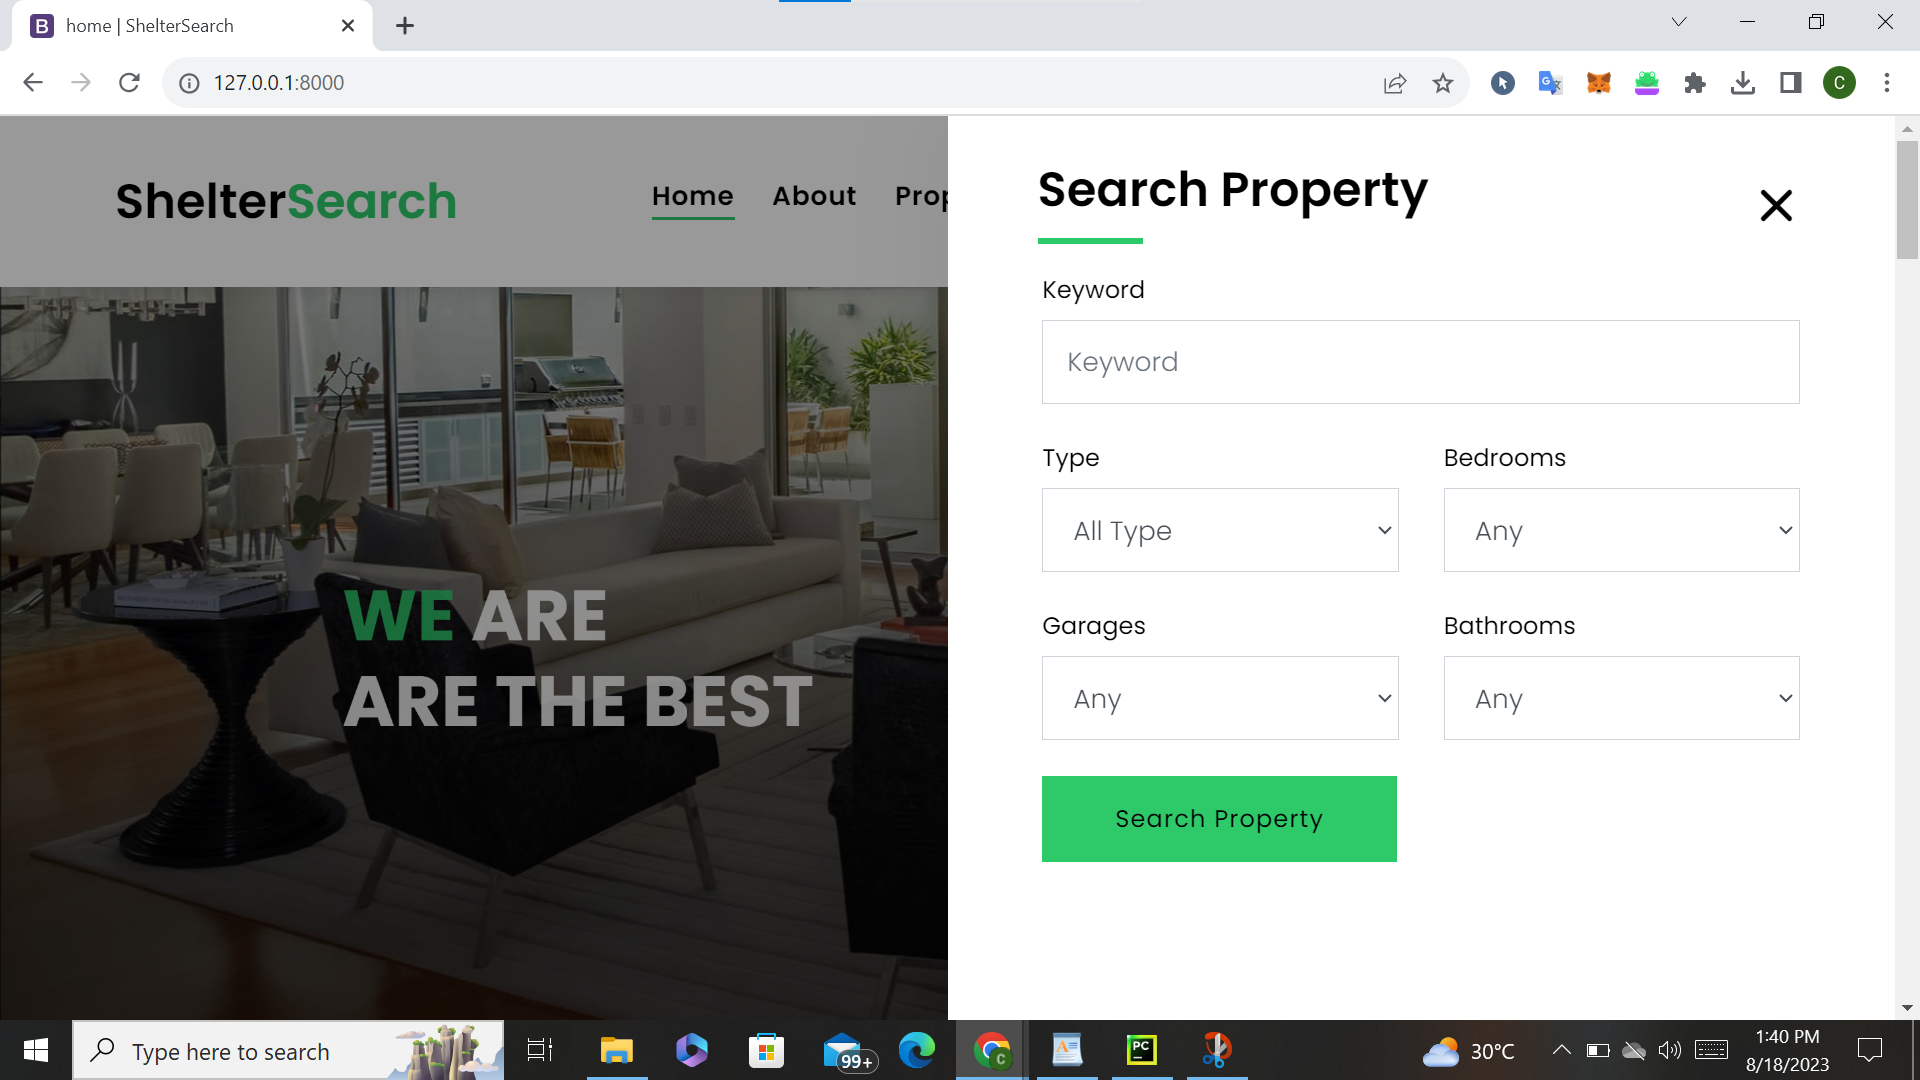 home | ShelterSearch
127.0.0.1:8000
ShelterSearch
Home About Prop
Search Property
Keyword
Keyword
Type Bedrooms
All Type Any
Garages Bathrooms
Any Any
Search Property
WE ARE
ARE THE BEST
Type here to search
99+
30°C
1:40 PM
8/18/2023